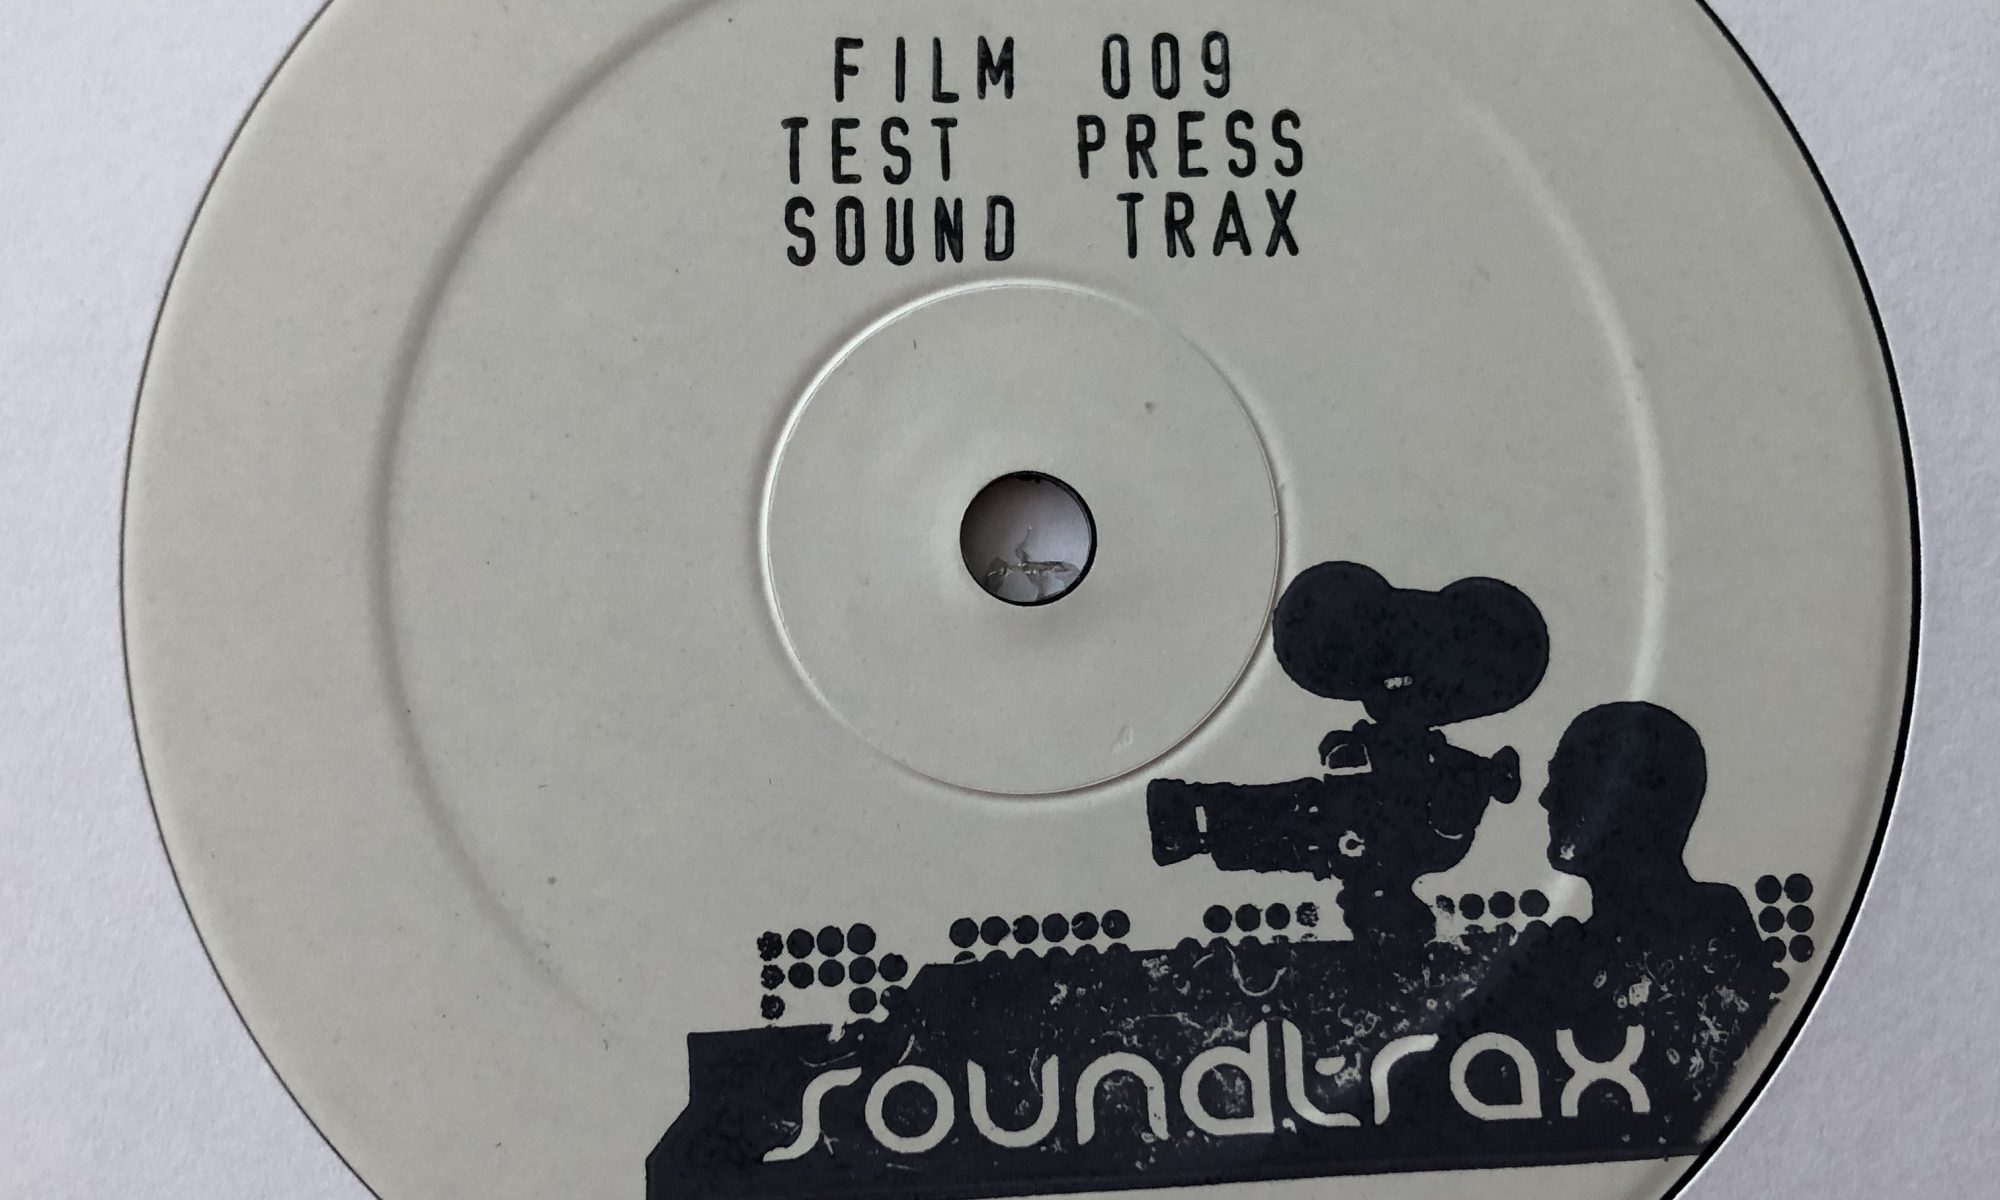 FILM 009
TEST PRESS
SOUND TRAX
soundtrax